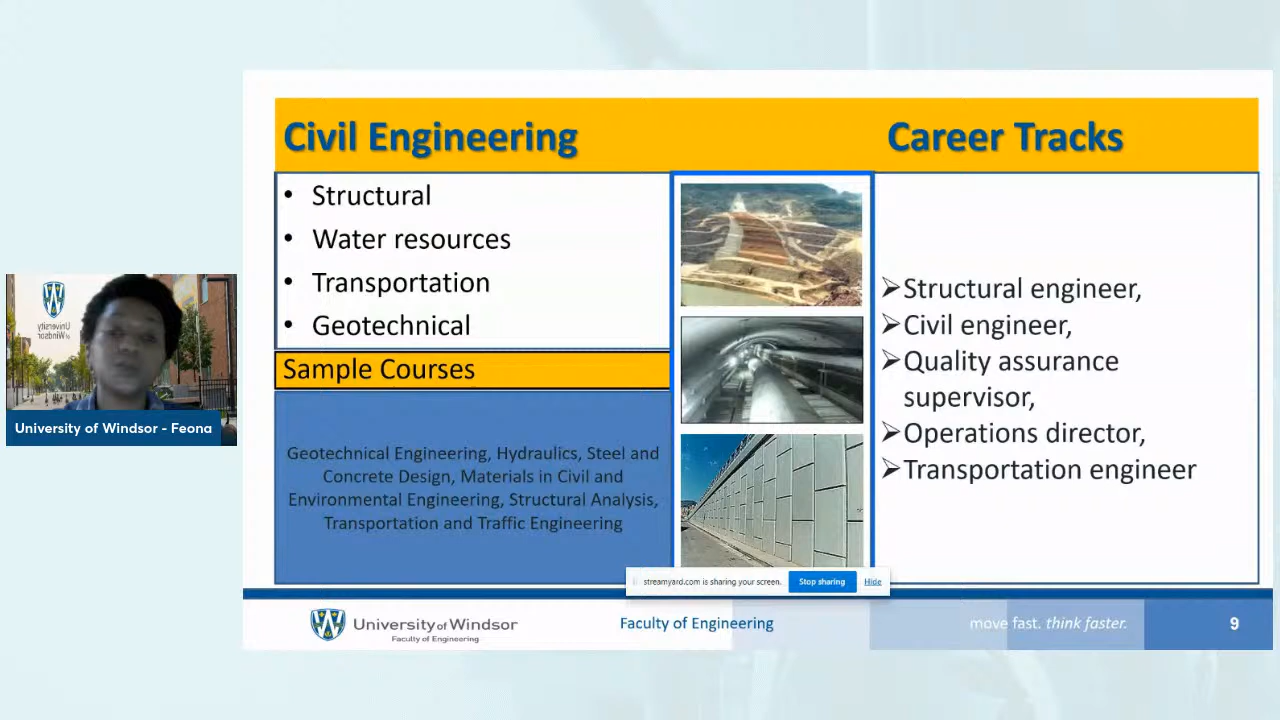 Civil Engineering
Career Tracks
• Structural
• Water resources
• Transportation
• Geotechnical
Sample Courses
Geotechnical Engineering, Hydraulics, Steel and
Concrete Design, Materials in Civil and
Environmental Engineering, Structural Analysis,
Transportation and Traffic Engineering
➢Structural engineer,
➢Civil engineer,
➢Quality assurance
supervisor,
➢Operations director,
➢Transportation engineer
University
of Windsor
University of Windsor - Feona
streamyard.com is sharing your screen.
Stop sharing
Hide
University of Windsor
Faculty of Engineering
Faculty of Engineering
move fast. think faster.
9